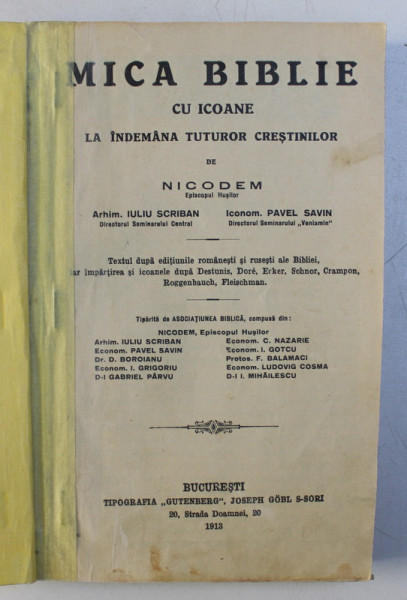 MICA BIBLIE
CU ICOANE
LA ÎNDEMÂNA TUTUROR CREȘTINILOR
DE
NICODEM
Episcopul Hușilor
Arhim. IULIU SCRIBAN
Directorul Seminarului Central
Iconom. PAVEL SAVIN
Directorul Seminarului „Veniamin"
Textul după edițiunile românești și rusești ale Bibliei,
iar împărțirea și icoanele după Destunis, Doré, Erker, Schnor, Crampon,
Roggenbauch, Fleischman.
Tipărită de ASOCIAȚIUNEA BIBLICĂ, compusă din:
NICODEM, Episcopul Hușilor
Arhim. IULIU SCRIBAN
Econom. PAVEL SAVIN
Dr. D. BOROIANU
Econom. I. GRIGORIU
D-l GABRIEL PÂRVU
Econom. C. NAZARIE
Econom. I. GOTCU
Protos. F. BALAMACI
Econom. LUDOVIG COSMA
D-l I. MIHĂILESCU
BUCUREȘTI
TIPOGRAFIA „GUTENBERG", JOSEPH GÖBL S-SORI
20, Strada Doamnei, 20
1913